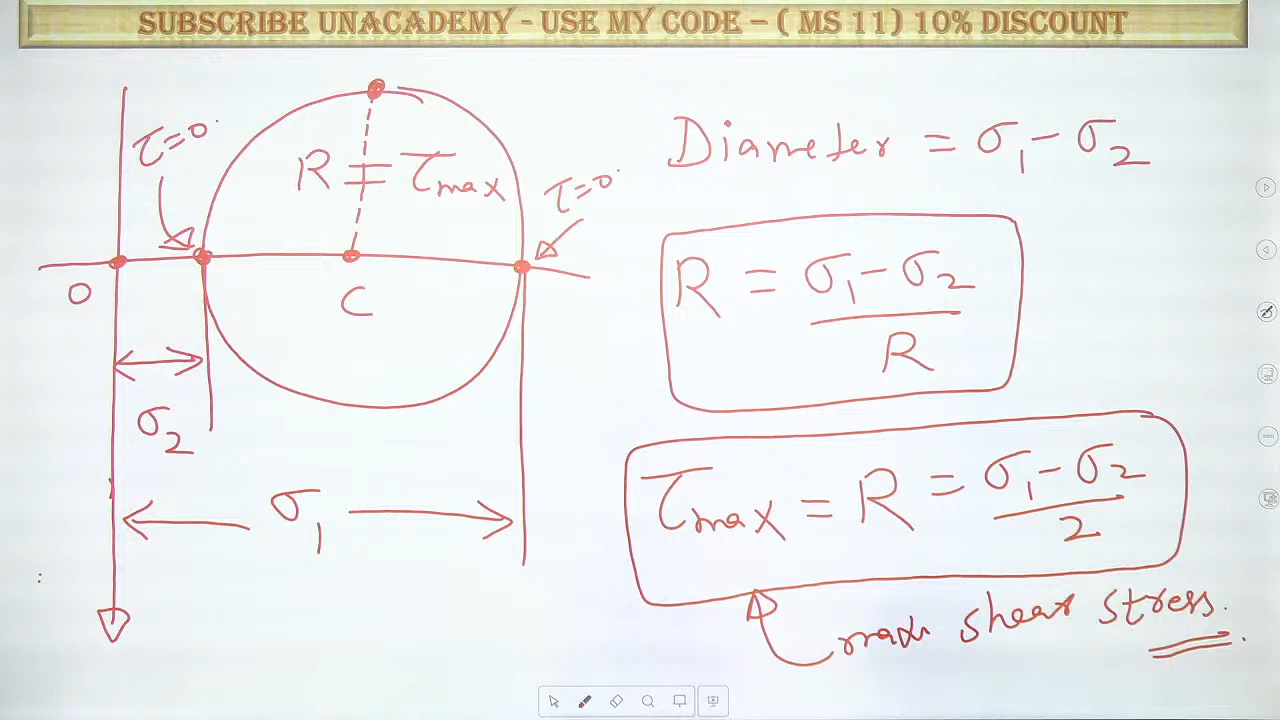 SUBSCRIBE UNACADEMY - USE MY CODE – ( MS 11) 10% DISCOUNT
τ=0
R = τmax
τ=0
O
C
σ2
σ1
Diameter = σ1 - σ2
R = σ1 - σ2
R
τmax = R = σ1 - σ2
2
max shear stress.